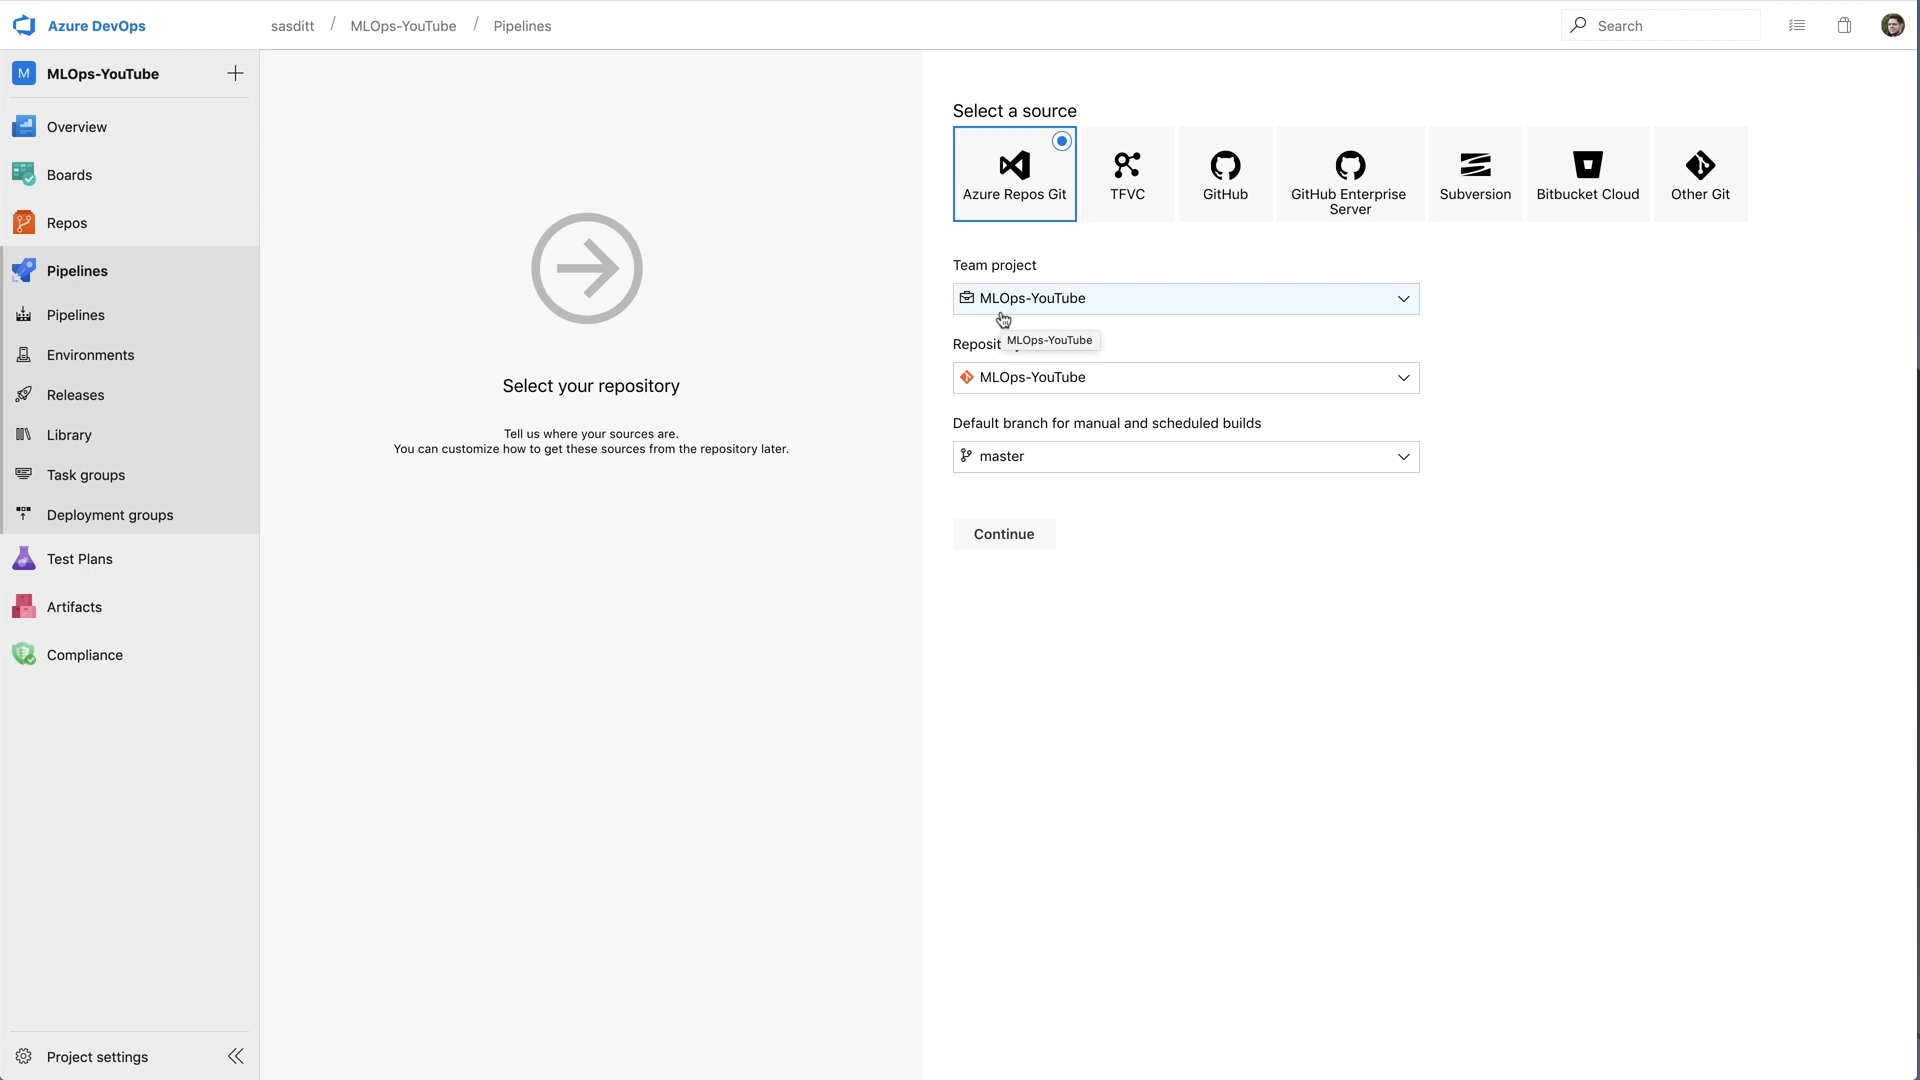 Azure DevOps
sasditt / MLOps-YouTube / Pipelines
Search
M MLOps-YouTube
Overview
Boards
Repos
Pipelines
Pipelines
Environments
Releases
Library
Task groups
Deployment groups
Test Plans
Artifacts
Compliance
Project settings
Select your repository
Tell us where your sources are.
You can customize how to get these sources from the repository later.
Select a source
Azure Repos Git
TFVC
GitHub
GitHub Enterprise
Server
Subversion
Bitbucket Cloud
Other Git
Team project
MLOps-YouTube
MLOps-YouTube
MLOps-YouTube
Default branch for manual and scheduled builds
master
Continue